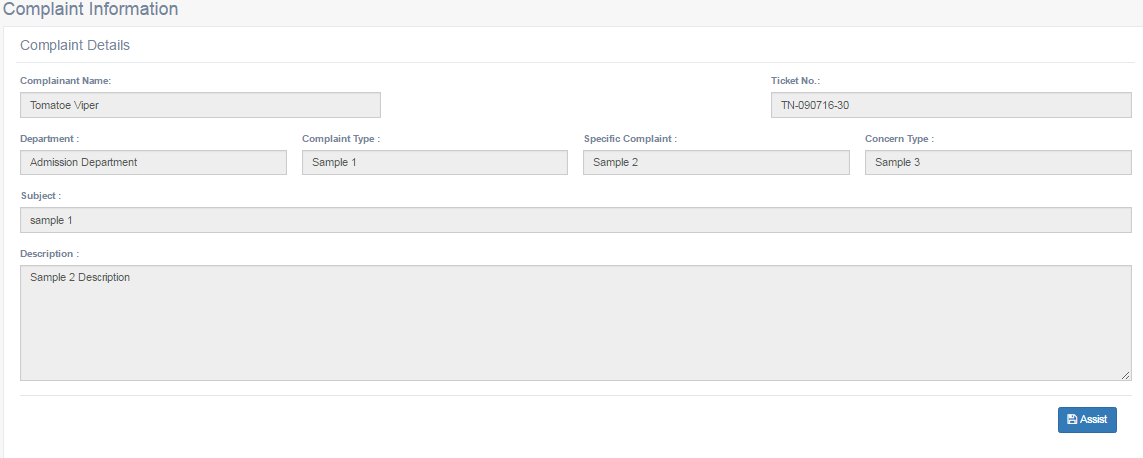 Complaint Information
Complaint Details
Complainant Name: Ticket No.:
Tomatoe Viper TN-090716-30
Department : Complaint Type : Specific Complaint : Concern Type :
Admission Department Sample 1 Sample 2 Sample 3
Subject :
sample 1
Description :
Sample 2 Description
Assist